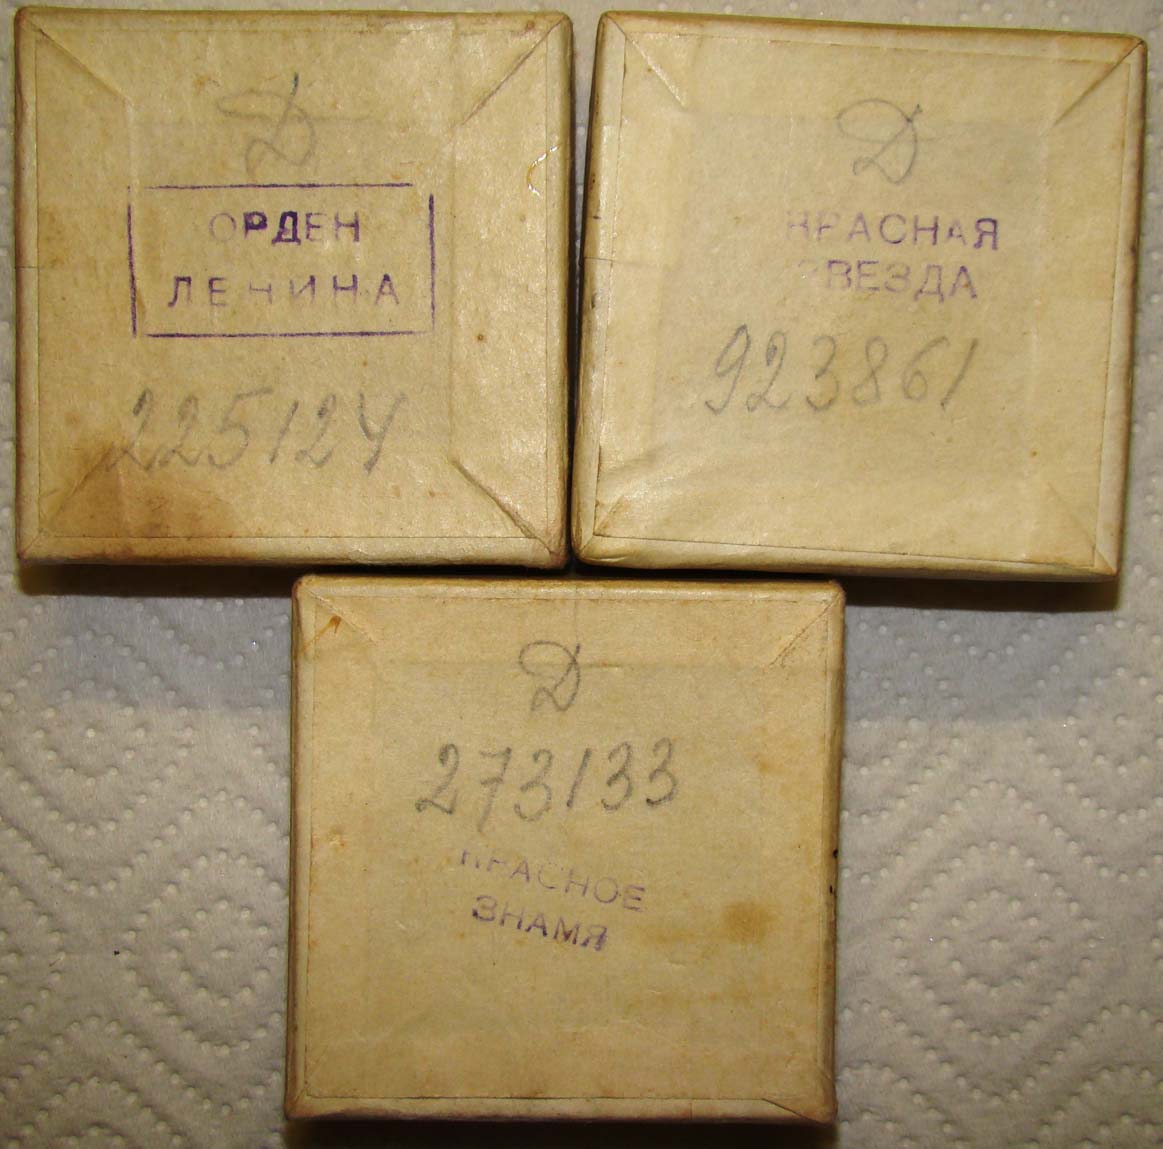 Д
ОРДЕН
ЛЕНИНА
225124
Д
КРАСНАЯ
ЗВЕЗДА
923861
Д
273133
КРАСНОЕ
ЗНАМЯ